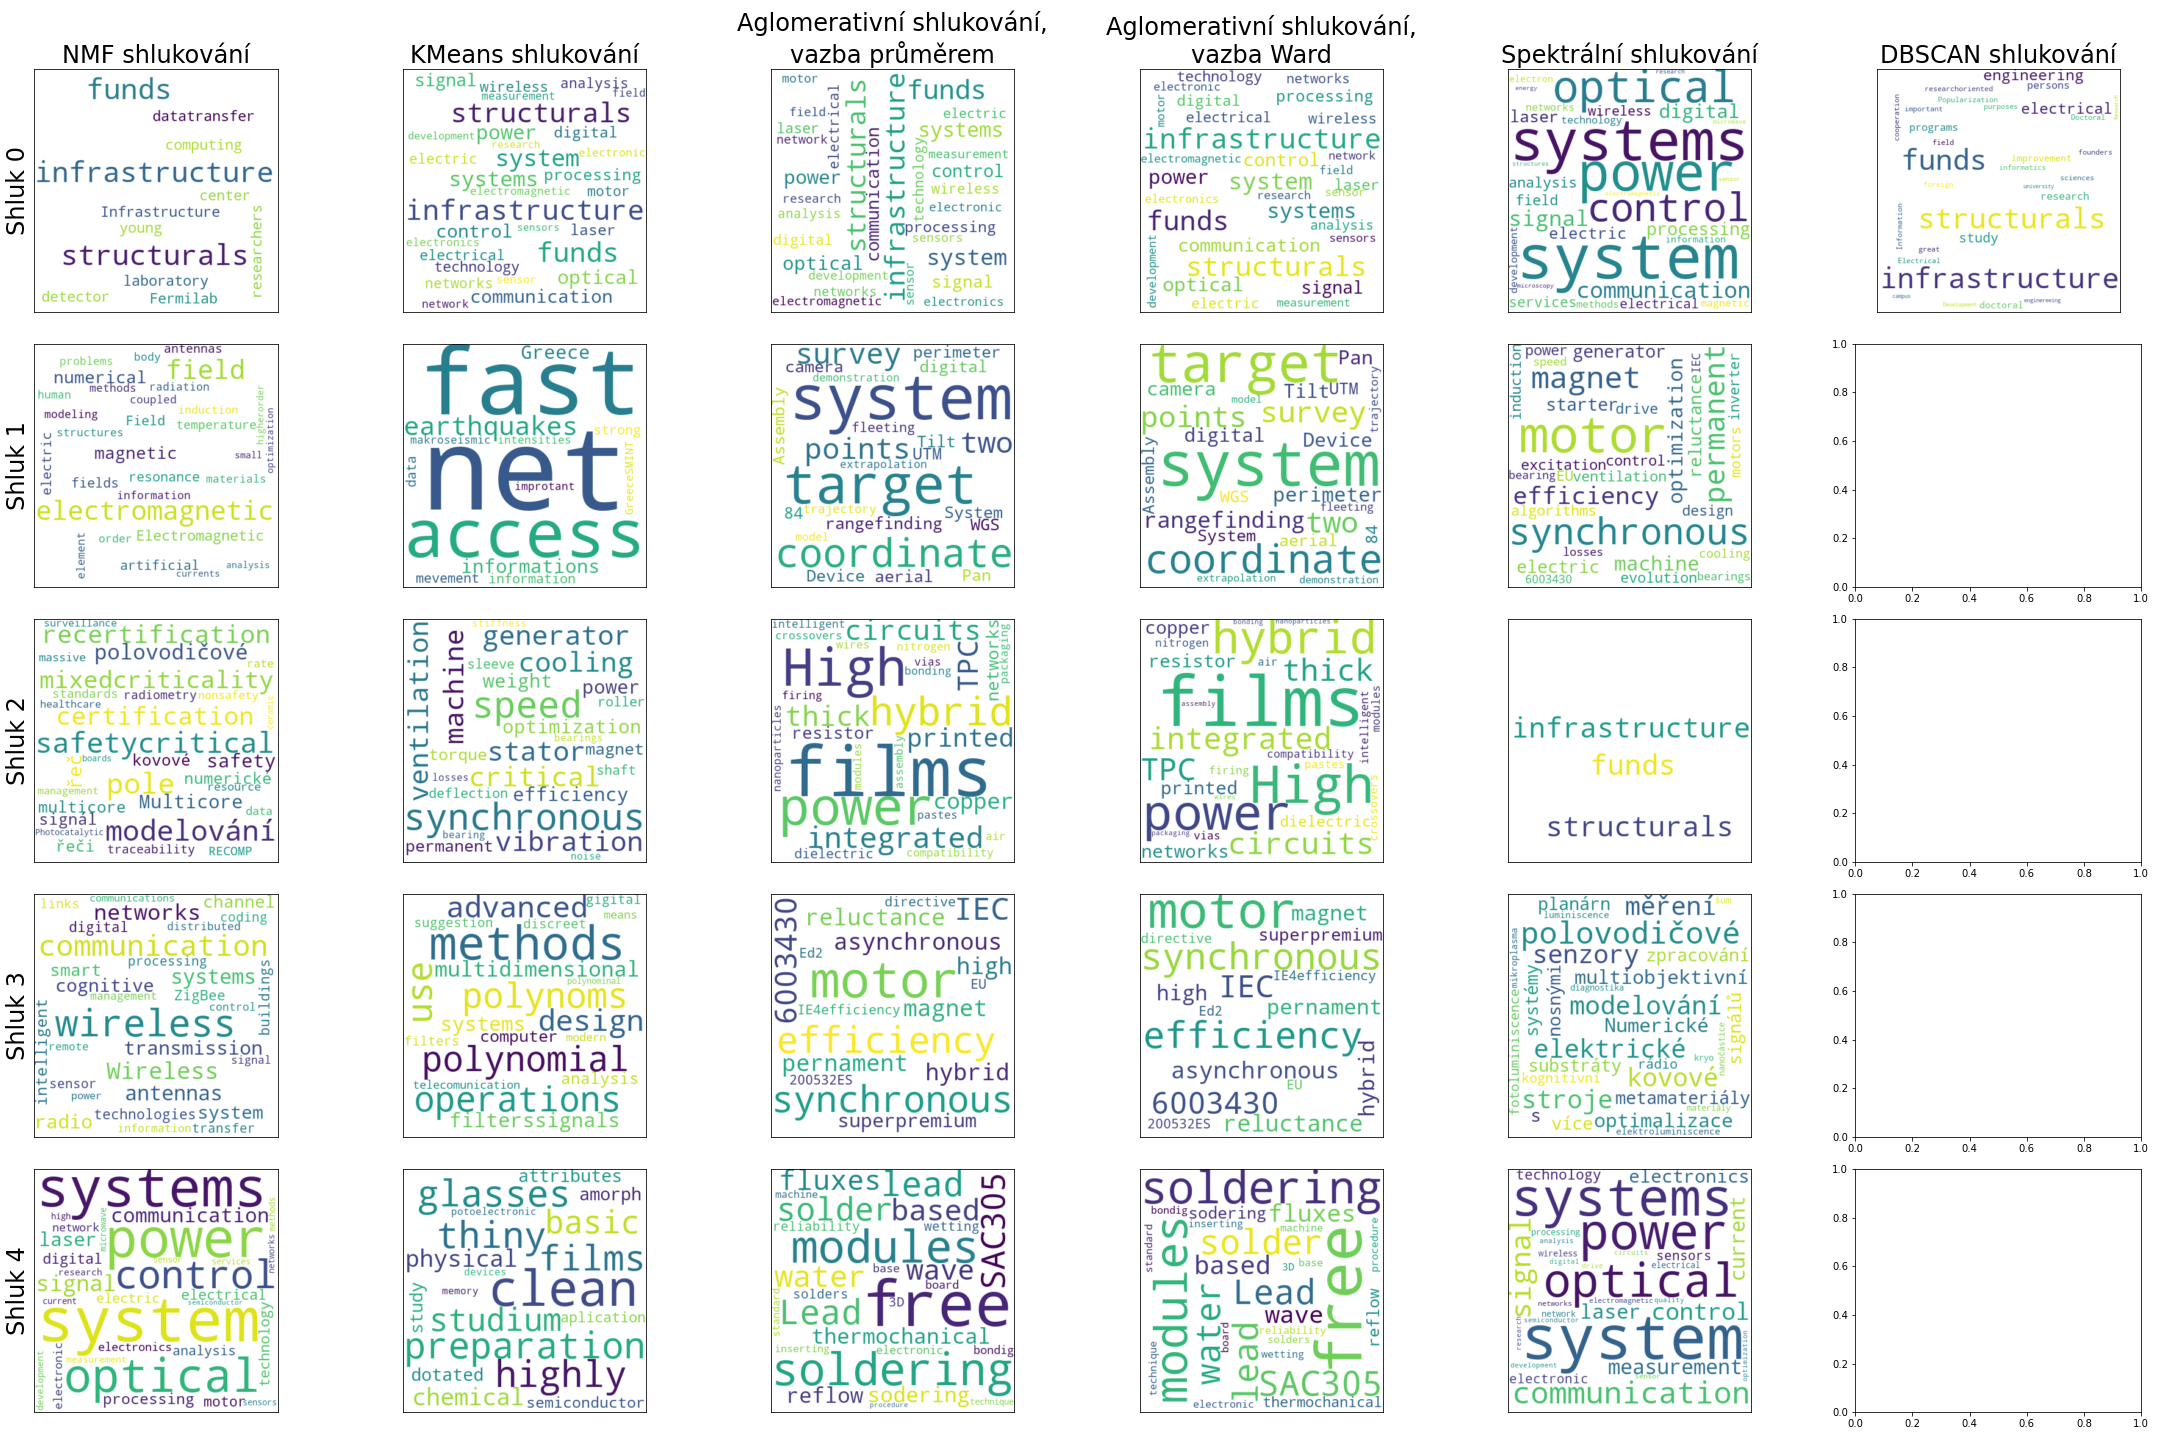 Aglomerativní shlukování,
vazba průměrem
Aglomerativní shlukování,
vazba Ward
NMF shlukování
KMeans shlukování
Spektrální shlukování
DBSCAN shlukování
Shluk 0
funds
datatransfer
computing
infrastructure
center
Infrastructure
young
researchers
structurals
laboratory
detector
Fermilab
signal wireless analysis
measurement field
structurals
development power digital
research
electric system electronic
systems processing
electromagnetic motor
infrastructure
control sensors laser
electronics
electrical funds
technology
networks sensor optical
network communication
motor
funds
field electrical structurals infrastructure electric
laser systems
network communication technology measurement
power control
research wireless
analysis electronic
digital processing
sensors
optical system
development
networks sensor signal
electromagnetic electronics
technology networks
electronic
motor digital processing
electrical wireless
infrastructure
electromagnetic control network
power field
system laser
electronics research sensor
funds systems
analysis
communication sensors
development structurals
optical signal
electric measurement
electron research
energy optical
networks wireless digital
laser technology microwave
systems
structures
power sensor
analysis
field control
signal processing
electric information
development system
microscopy communication
services methods electrical magnetic
engineering
researchoriented persons
Popularization
important purposes electrical
cooperation Doctoral
programs
field founders
funds improvement
informatics
sciences
foreign university
research
structurals
Information study
great
Electrical
infrastructure
campus
Development doctoral engineereing
Shluk 1
antennas
problems body field
numerical
methods radiation
human coupled
modeling induction
Field temperature higherorder
structures optimization
electric magnetic small
resonance materials
fields
information
electromagnetic
order Electromagnetic
element
artificial analysis
currents
Greece
fast
earthquakes
makroseismic intensities strong
data net
improtant GreeceSMINT
access
informations
mevement information
survey perimeter
camera digital
demonstration
Assembly system
fleeting
points Tilt two
UTM
extrapolation
target
84 trajectory System
rangefinding WGS
model
coordinate
Device aerial Pan
target Pan
camera Tilt UTM trajectory
model
points survey
digital Device
Assembly system
WGS perimeter
fleeting
rangefinding two 84
System aerial
coordinate
extrapolation demonstration
induction power generator
speed IEC
magnet optimization reluctance permanent inverter
starter drive
motor motors
excitation control
bearing EU ventilation
efficiency
algorithms design
synchronous
losses cooling
electric machine
6003430 evolution bearings
1.0
0.8
0.6
0.4
0.2
0.0
0.0 0.2 0.4 0.6 0.8 1.0
Shluk 2
surveillance
recertification
massive polovodičové rate
mixedcriticality
standards radiometry nonsafety
healthcare ceramic
certification
safetycritical
řeč boards kovové safety
pole numerické
management resource
multicore Multicore data
signál
Photocatalytic modelování
řeči traceability RECOMP
stiffness
ventilation machine generator
sleeve cooling
weight power
speed roller
optimization
bearings
torque stator magnet
losses critical shaft
deflection efficiency
synchronous
bearing
permanent vibration
noise
intelligent circuits networks
crossovers wires nitrogen packaging
High vias TPC
bonding
firing
nanoparticles thick hybrid
resistor printed
films
modules assembly
power copper
pastes
integrated air
dielectric compatibility
copper bonding nanoparticles
nitrogen hybrid
resistor air thick
films
assembly intelligent modules
integrated
compatibility
TPC firing pastes
printed wires High
power dielectric crossovers
packaging vias
networks circuits
infrastructure
funds
structurals
1.0
0.8
0.6
0.4
0.2
0.0
0.0 0.2 0.4 0.6 0.8 1.0
Shluk 3
communications
links networks channel
coding
digital distributed
communication
processing
smart systems
cognitive
management ZigBee buildings
control
intelligent wireless
remote transmission
signal
Wireless
sensor
power antennas
radio technologies system
information transfer
advanced gigital
means
suggestion discreet
methods
use multidimensional
polynominal
polynoms
systems design
filters computer modern
polynomial
telecomunication analysis
operations
filterssignals
directive IEC
6003430 reluctance
asynchronous
Ed2
motor high
EU
IE4efficiency magnet
efficiency
pernament
200532ES hybrid
synchronous
superpremium
motor magnet
directive superpremium
synchronous
IE4efficiency
high IEC
Ed2 pernament
efficiency
asynchronous hybrid
EU
6003430
200532ES reluctance
planárn měření šum
luminiscence
polovodičové
senzory zpracování
mikroplasma
multiobjektivní
systémy nosnými diagnostika
fotoluminiscence modelování signálů
Numerické
elektrické
kryo nanočástice
substráty rádio
kognitivní kovové
stroje metamateriály
materiály
s více optimalizace
elektroluminiscence
1.0
0.8
0.6
0.4
0.2
0.0
0.0 0.2 0.4 0.6 0.8 1.0
Shluk 4
systems
high communication methods
network microwave
laser power
digital sensor services
research control networks
signal
current electric electrical
semiconductor
system technology
electronics analysis
measurement
development electronic optical
processing motor sensors
attributes
glasses amorph
potoelectronic
thiny basic
physical films
devices
memory clean
study studium aplication
preparation
dotated highly
chemical semiconductor
fluxes lead SAC305
machine
solder based
reliability wetting
modules
base wave
water board
solders 3D free
standard Lead
thermochemical
inserting electronic bondig
soldering
reflow sodering
procedure technique
soldering
bondig sodering fluxes
standard inserting machine procedure
modules solder
based 3D base
water Lead free
wave reflow
board reliability
solders
lead wetting
technique SAC305
electronic thermochemical
technology electronics
systems
signal processing power current
analysis
wireless circuits sensors
digital drive electrical
optical
networks electromagnetic quality
network laser control
semiconductor
research system
optimization
development measurement
electronic sensor
communication
1.0
0.8
0.6
0.4
0.2
0.0
0.0 0.2 0.4 0.6 0.8 1.0